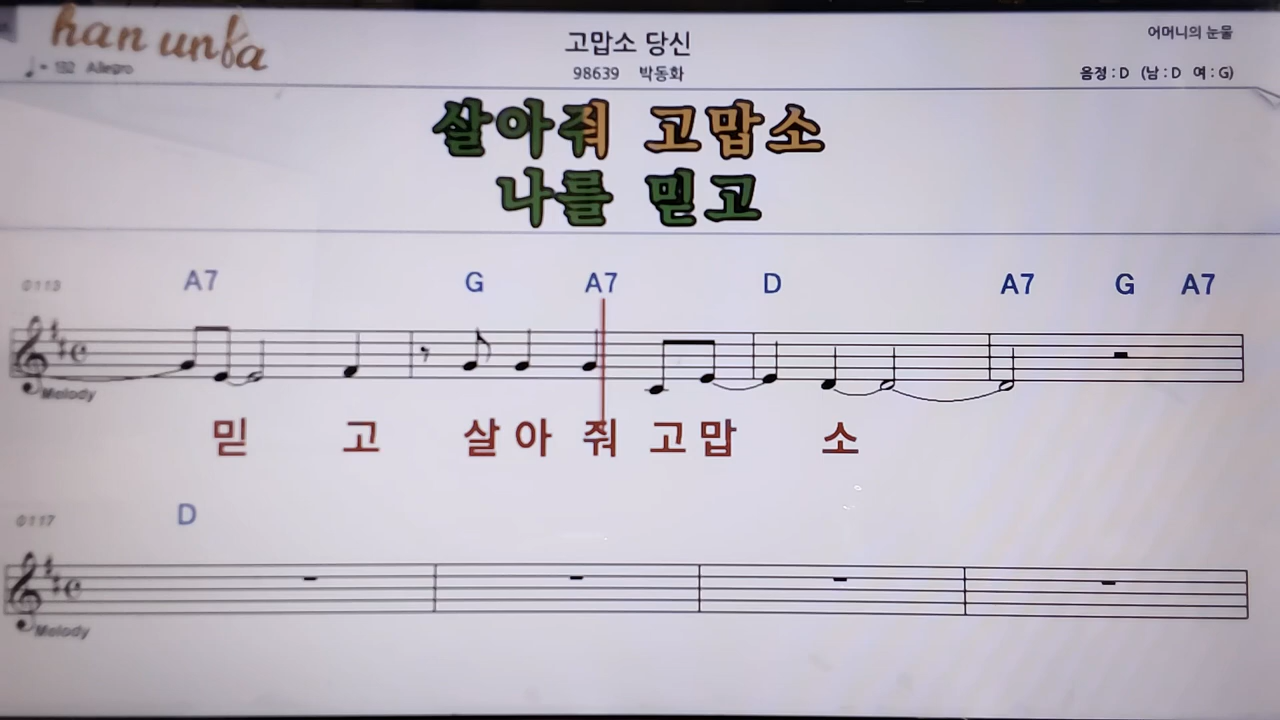 han unfa
고맙소 당신
어머니의 눈물
♩= 132 Allegro
98639 박동화
음정 : D (남 : D 여 : G)
살아줘 고맙소
나를 믿고
0113 A7 G A7 D A7 G A7
Melody
믿 고 살 아 줘 고 맙 소
0117 D
Melody